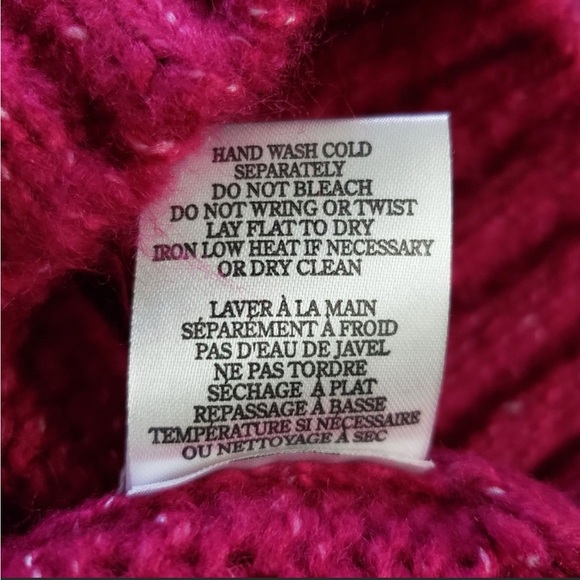 HAND WASH COLD
SEPARATELY
DO NOT BLEACH
DO NOT WRING OR TWIST
LAY FLAT TO DRY
IRON LOW HEAT IF NECESSARY
OR DRY CLEAN
LAVER À LA MAIN
SÉPARÉMENT À FROID
PAS D'EAU DE JAVEL
NE PAS TORDRE
SÉCHAGE À PLAT
REPASSAGE À BASSE
TEMPÉRATURE SI NÉCESSAIRE
OU NETTOYAGE À SEC